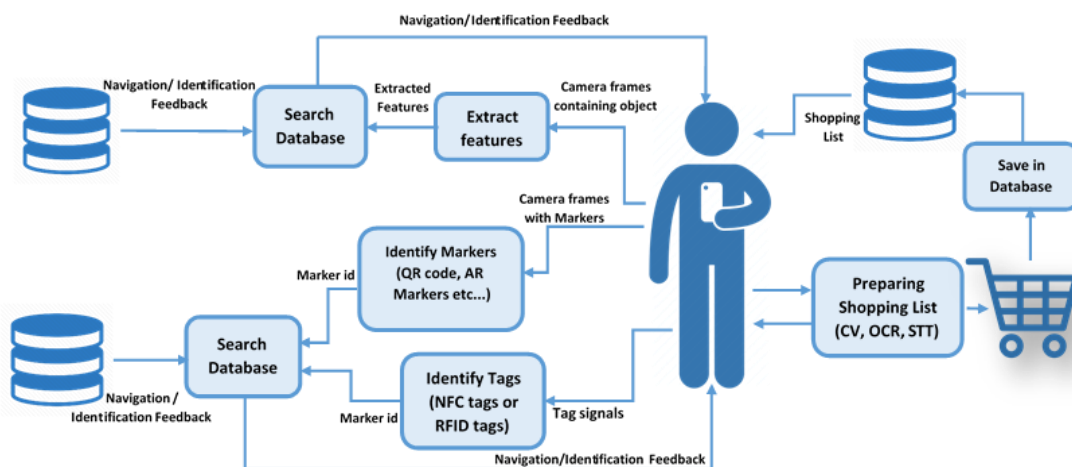 Navigation/Identification Feedback
Navigation/ Identification
Feedback
Search
Database
Extracted
Features
Extract
features
Camera frames
containing object
Shopping
List
Save in
Database
Camera frames
with Markers
Identify Markers
(QR code, AR
Markers etc...)
Marker id
Preparing
Shopping List
(CV, OCR, STT)
Search
Database
Navigation /
Identification Feedback
Identify Tags
(NFC tags or
RFID tags)
Marker id
Tag signals
Navigation/Identification Feedback